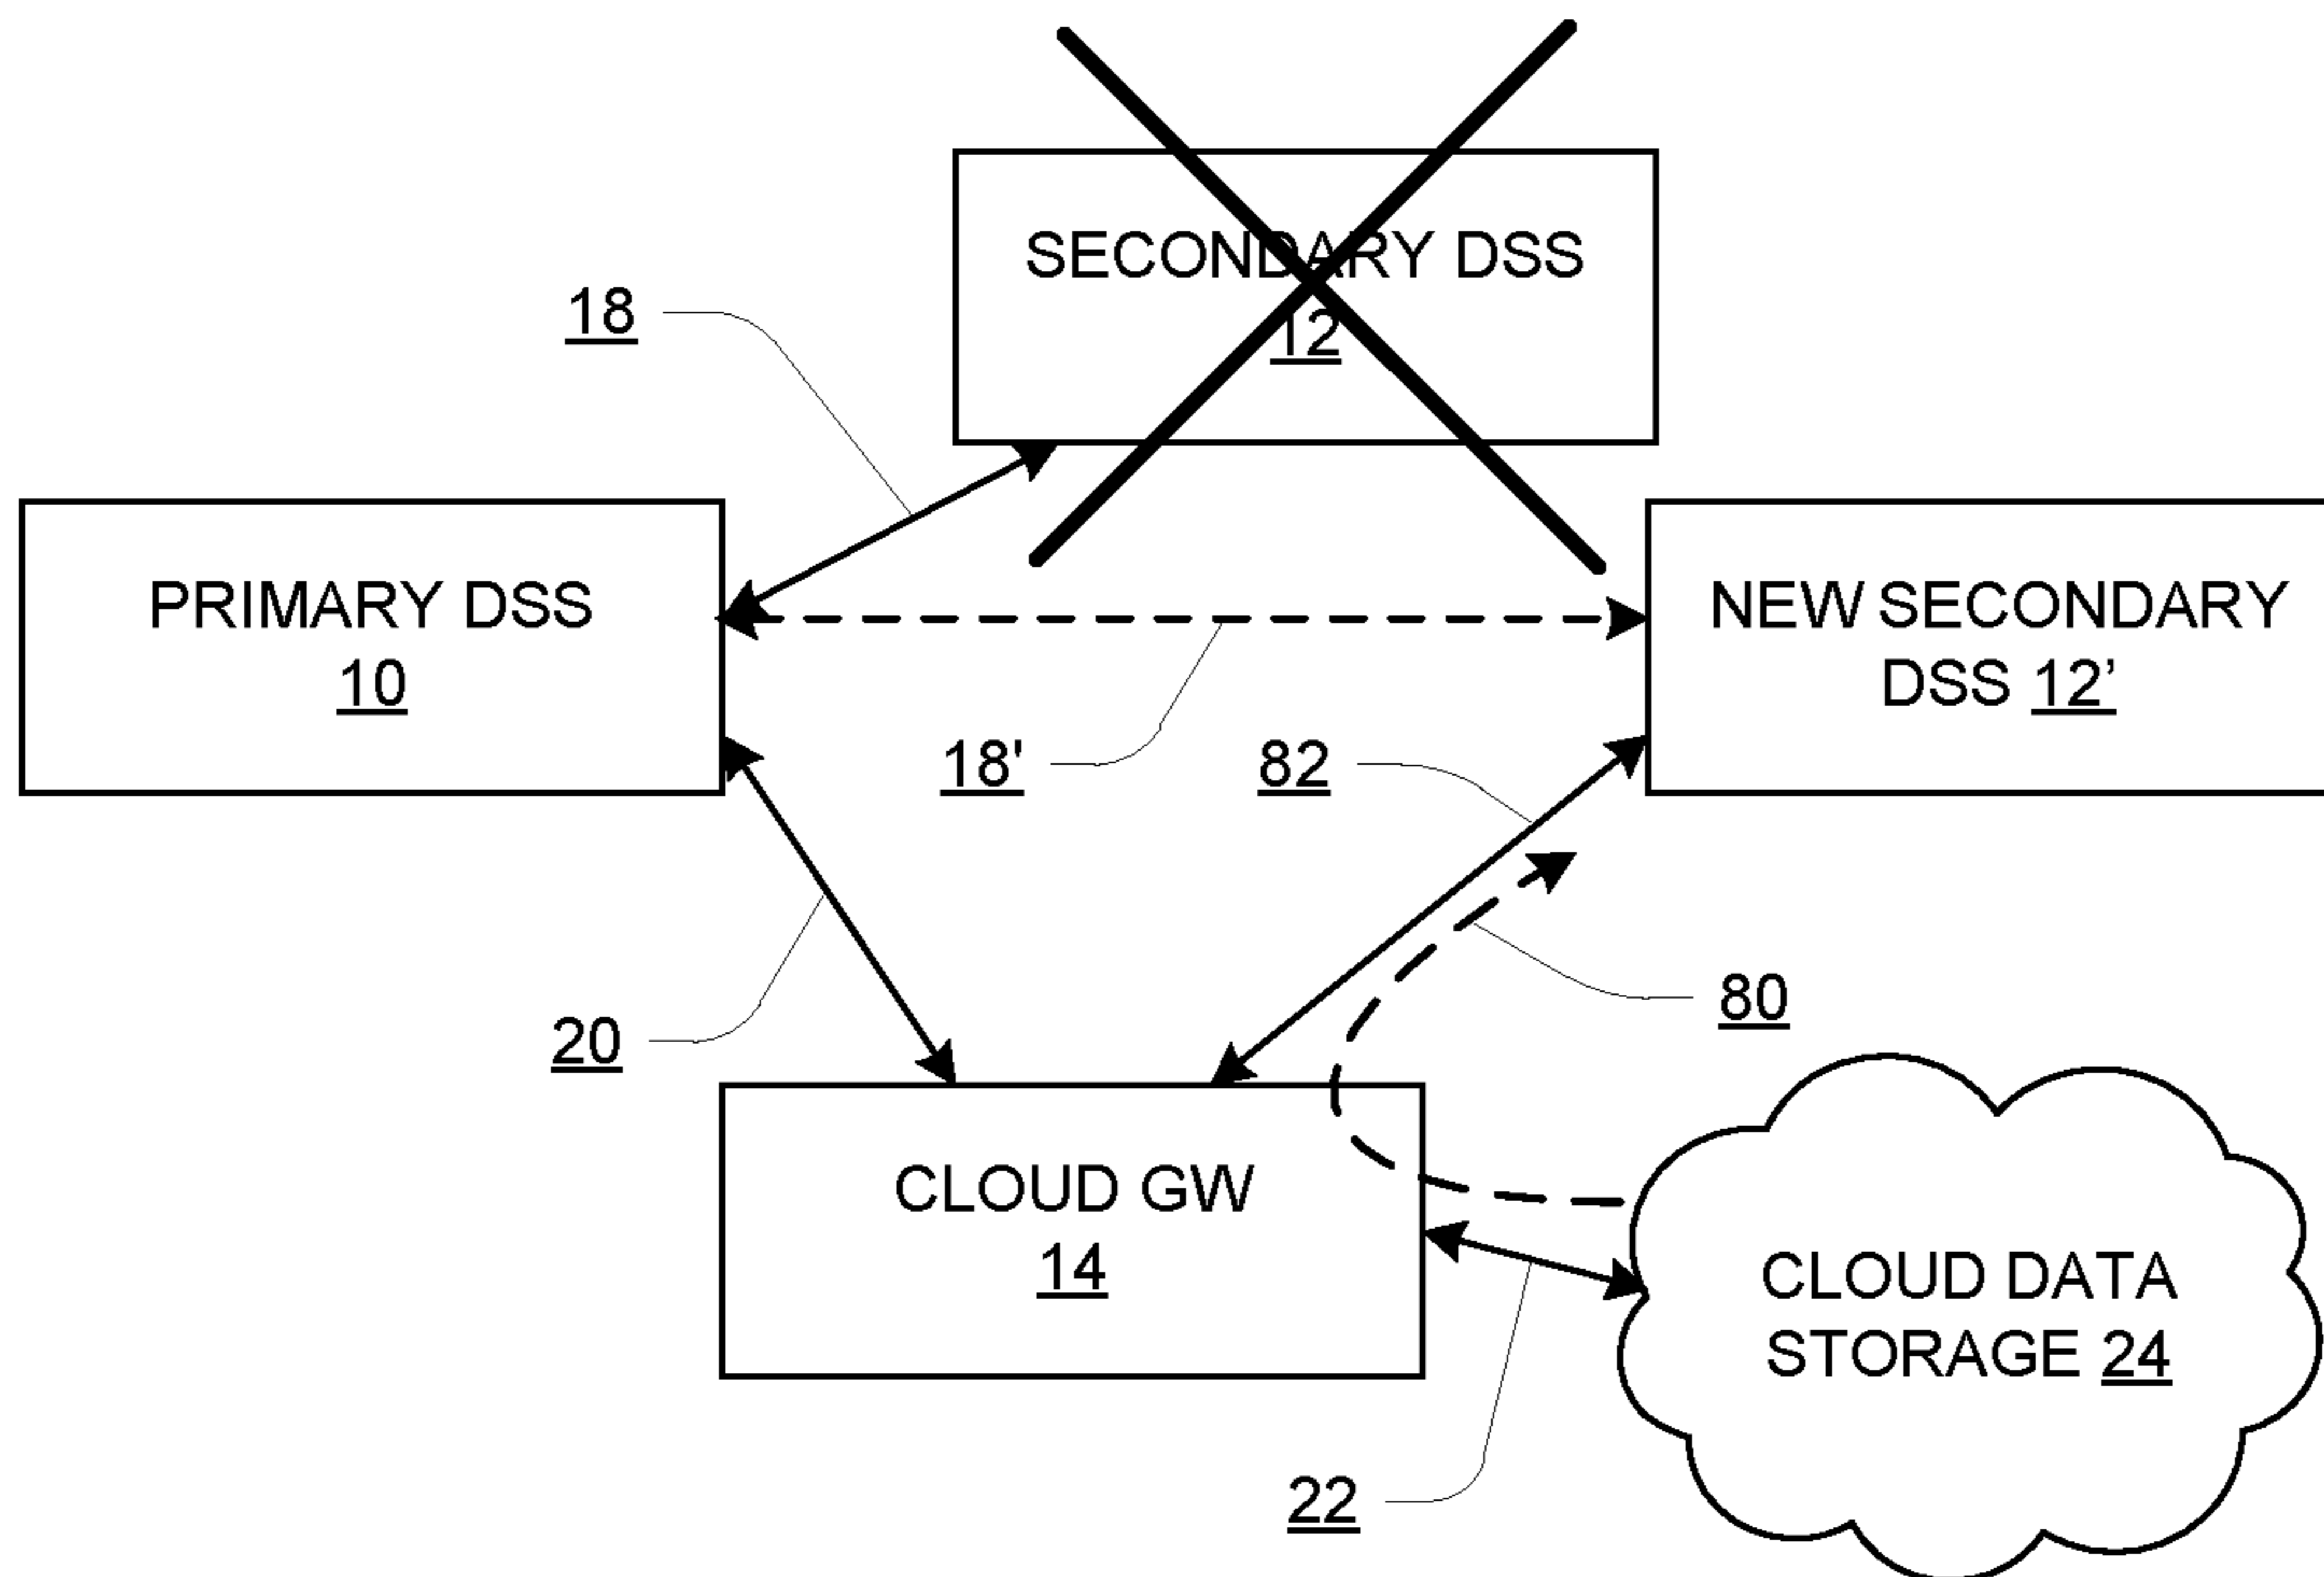 SECONDARY DSS
12
18
PRIMARY DSS
10
NEW SECONDARY
DSS 12’
18'
82
80
20
CLOUD GW
14
CLOUD DATA
STORAGE 24
22